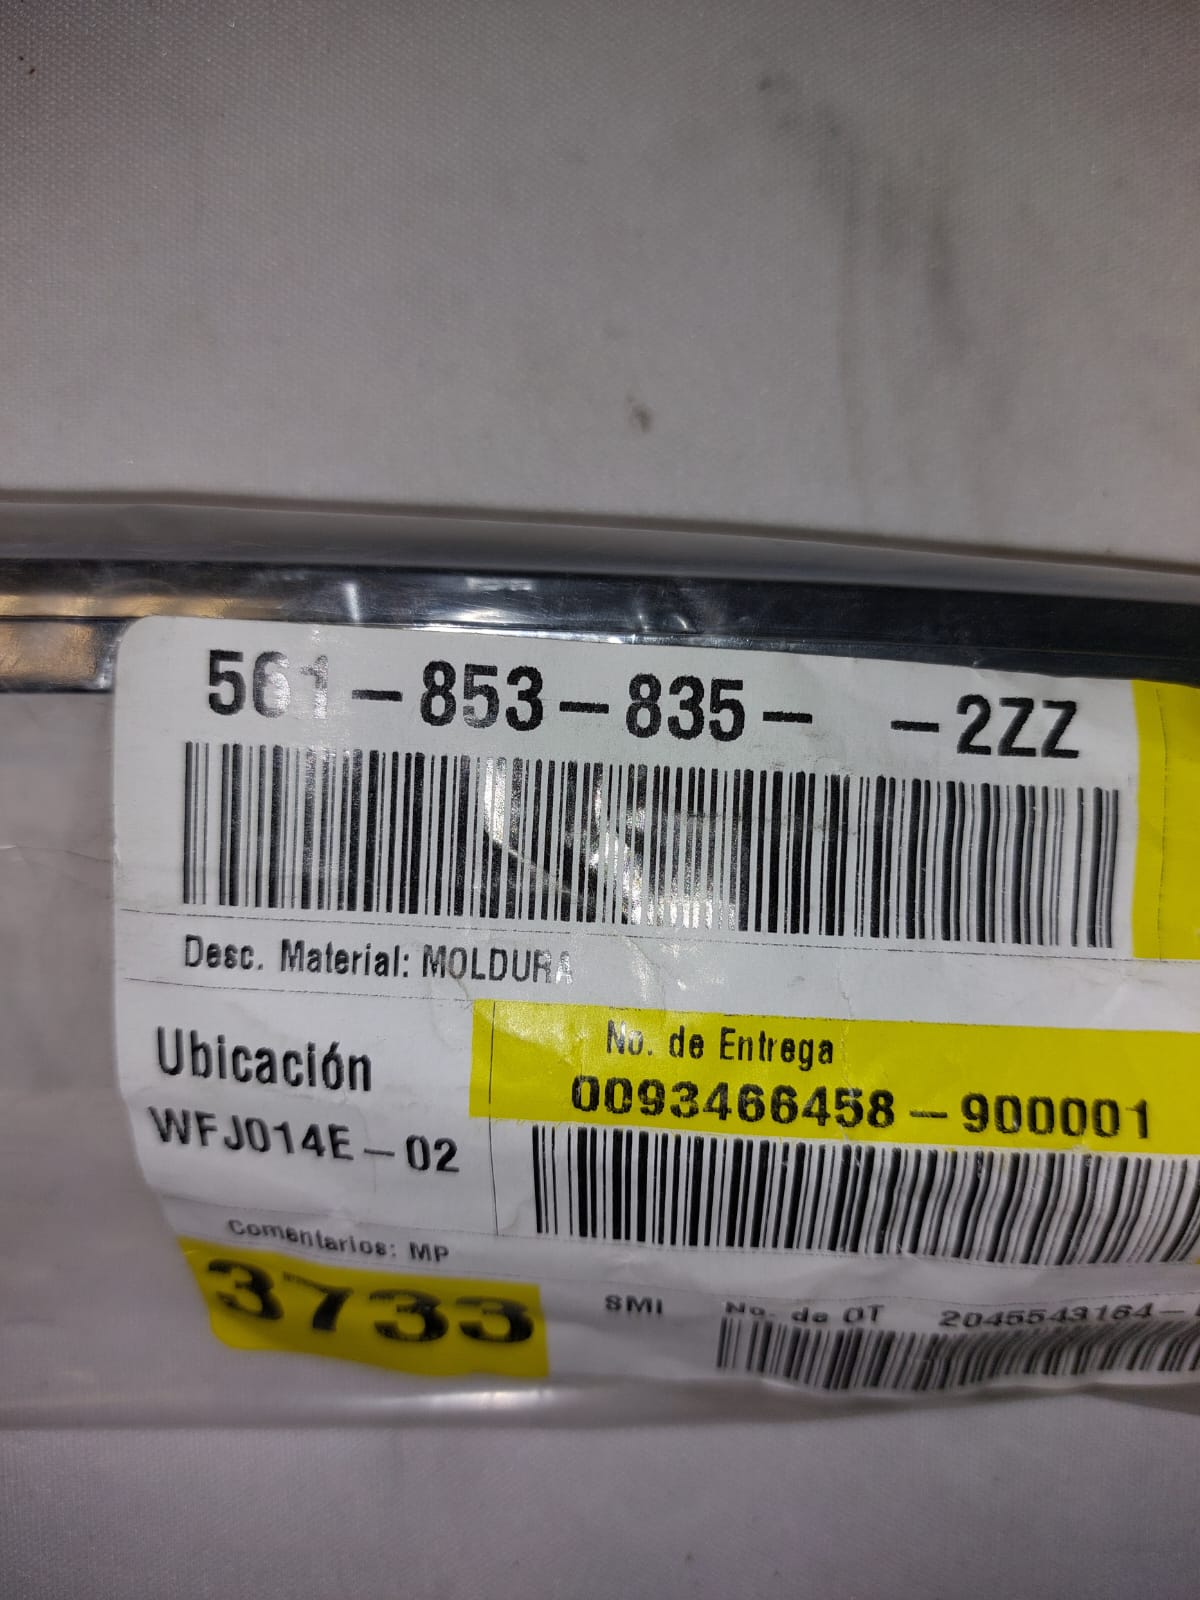 561-853-835-  -2ZZ
Desc. Material: MOLDURA
Ubicación
WFJ014E-02
No. de Entrega
0093466458-900001
Comentarios: MP
3733
SMI No. de OT 2045543164-